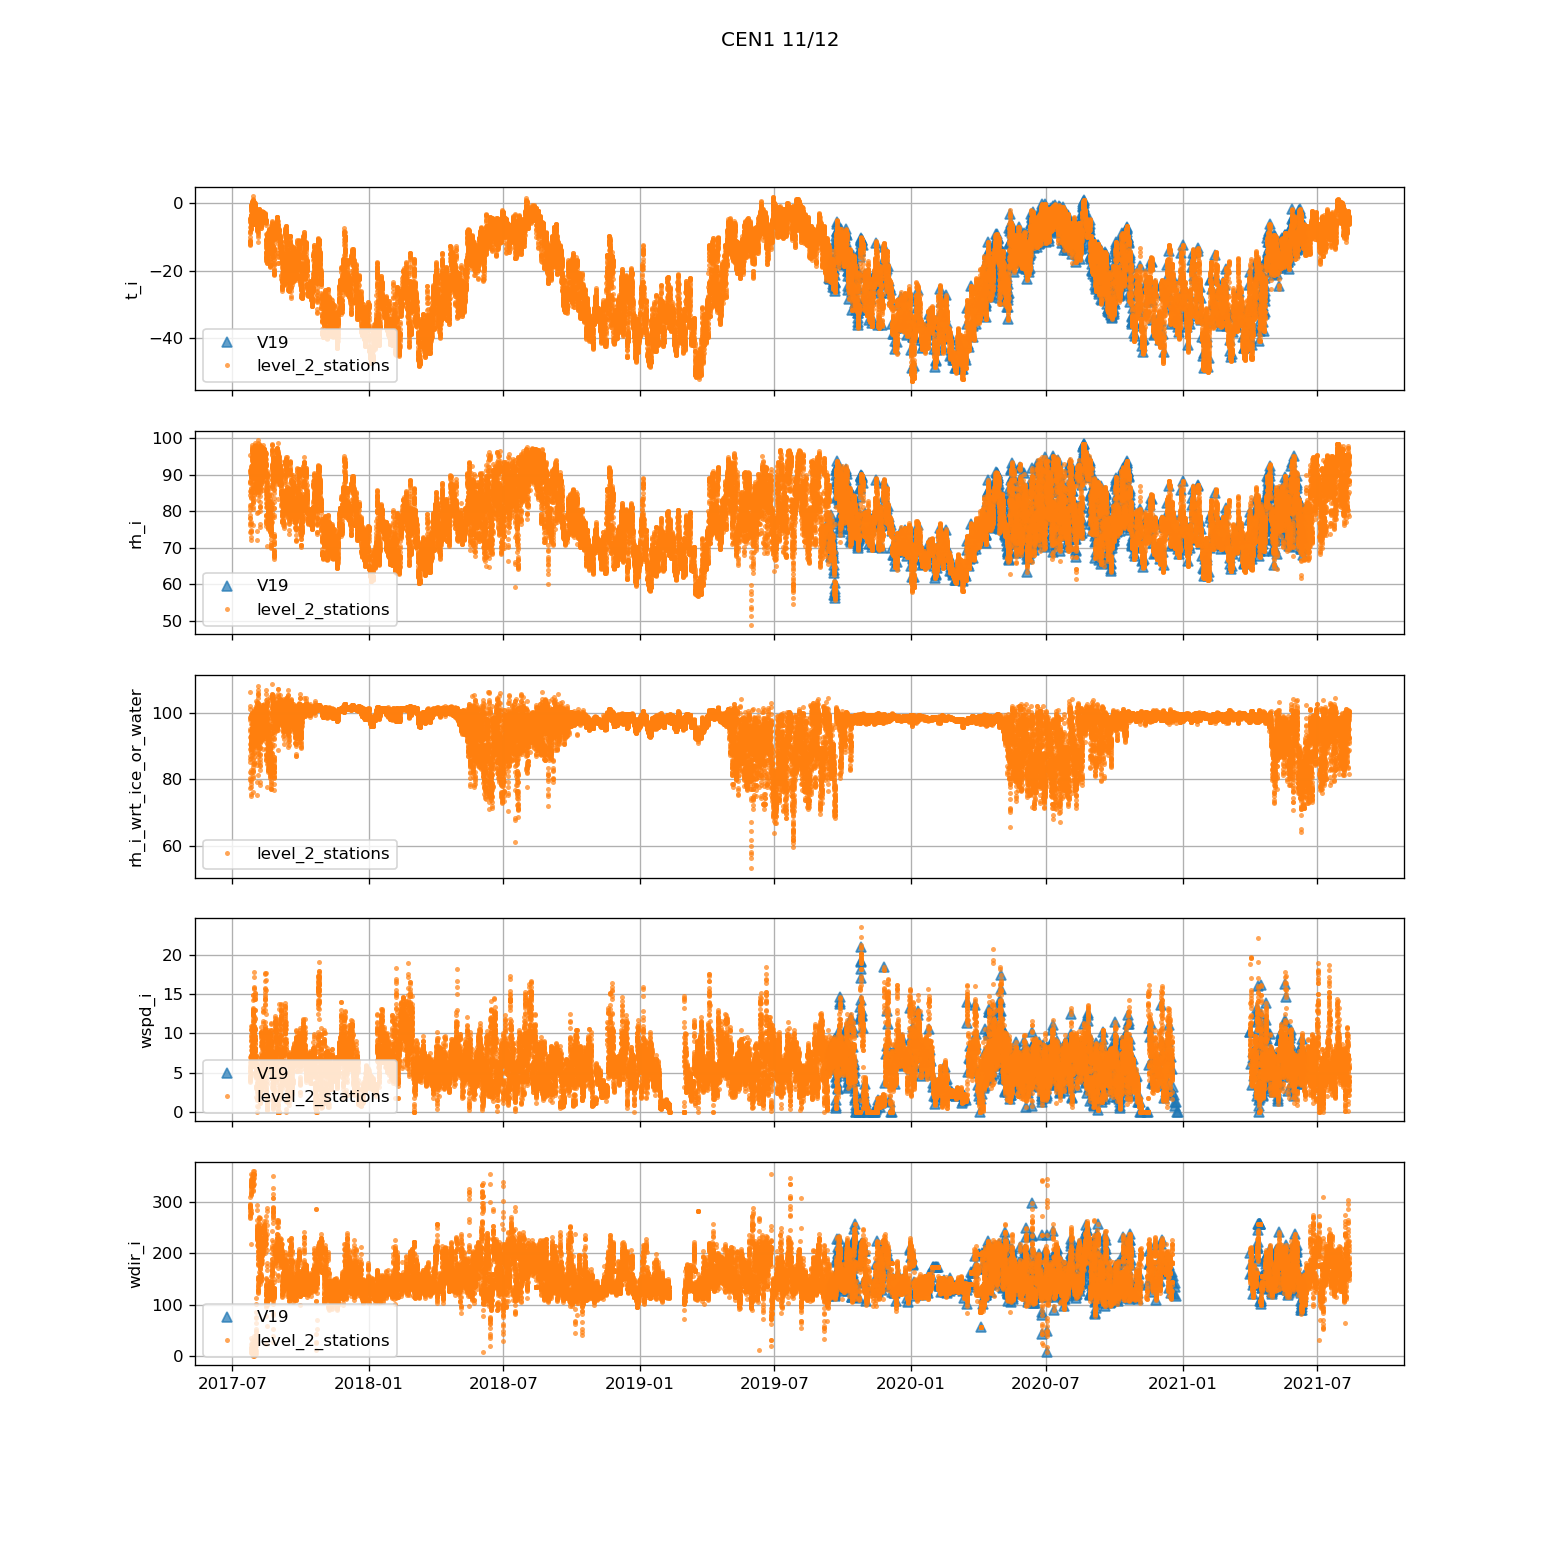 CEN1 11/12
0
−20
−40
t_i
V19
level_2_stations
100
90
80
70
60
50
rh_i
V19
level_2_stations
100
80
60
rh_i_wrt_ice_or_water
level_2_stations
20
15
10
5
0
wspd_i
V19
level_2_stations
300
200
100
0
wdir_i
V19
level_2_stations
2017-07 2018-01 2018-07 2019-01 2019-07 2020-01 2020-07 2021-01 2021-07